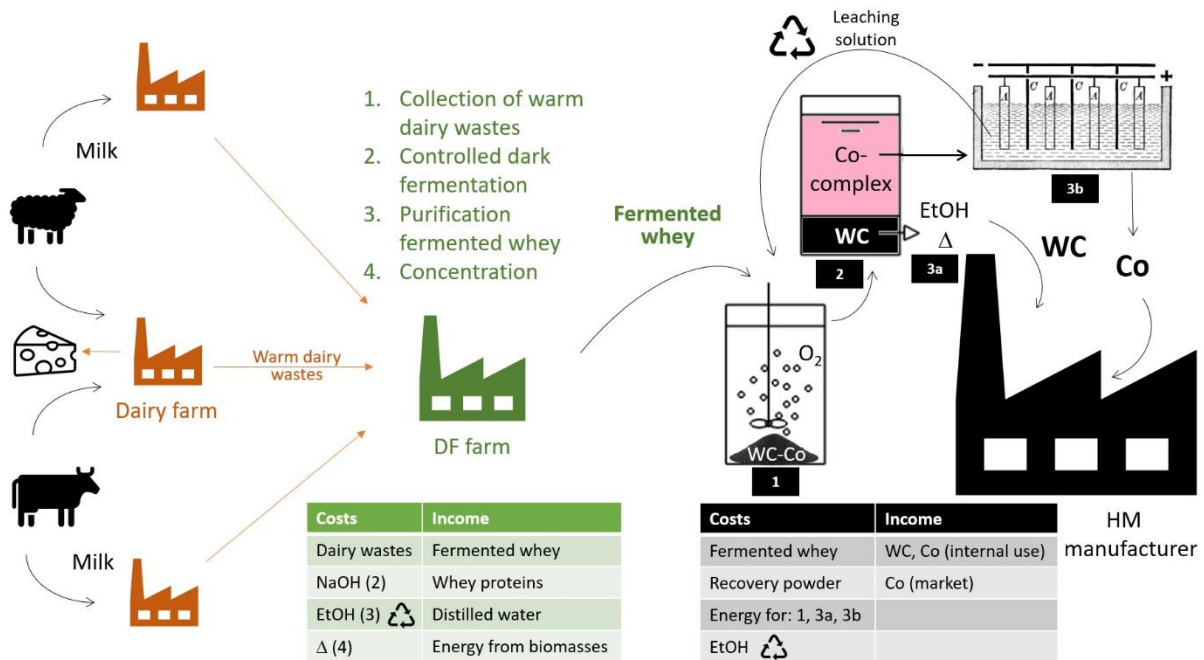 Milk
Dairy farm
Milk
Warm dairy
wastes
1. Collection of warm
dairy wastes
2. Controlled dark
fermentation
3. Purification
fermented whey
4. Concentration
DF farm
Fermented
whey
Leaching
solution
Co-
complex
WC
2
EtOH
Δ
3a
- +
A C A C A C A
3b
WC
Co
O2
WC-Co
1
HM
manufacturer
Costs Income
Dairy wastes Fermented whey
NaOH (2) Whey proteins
EtOH (3) Distilled water
Δ (4) Energy from biomasses
Costs Income
Fermented whey WC, Co (internal use)
Recovery powder Co (market)
Energy for: 1, 3a, 3b
EtOH